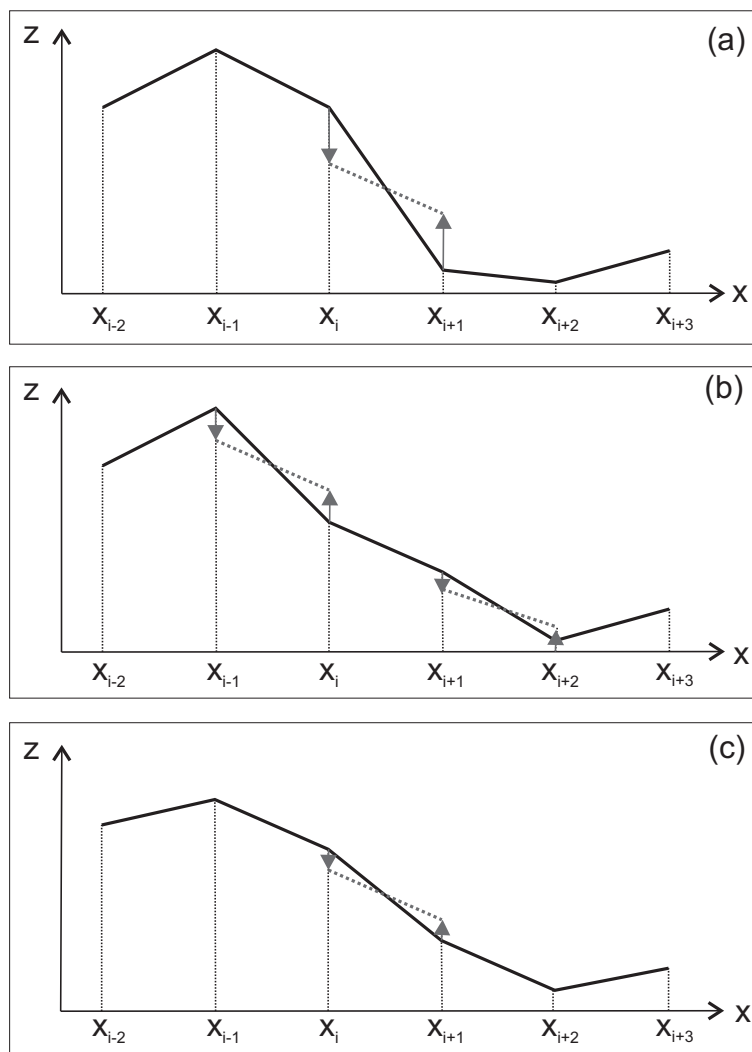 z
(a)
x
x_{i-2} x_{i-1} x_i x_{i+1} x_{i+2} x_{i+3}
z
(b)
x
x_{i-2} x_{i-1} x_i x_{i+1} x_{i+2} x_{i+3}
z
(c)
x
x_{i-2} x_{i-1} x_i x_{i+1} x_{i+2} x_{i+3}